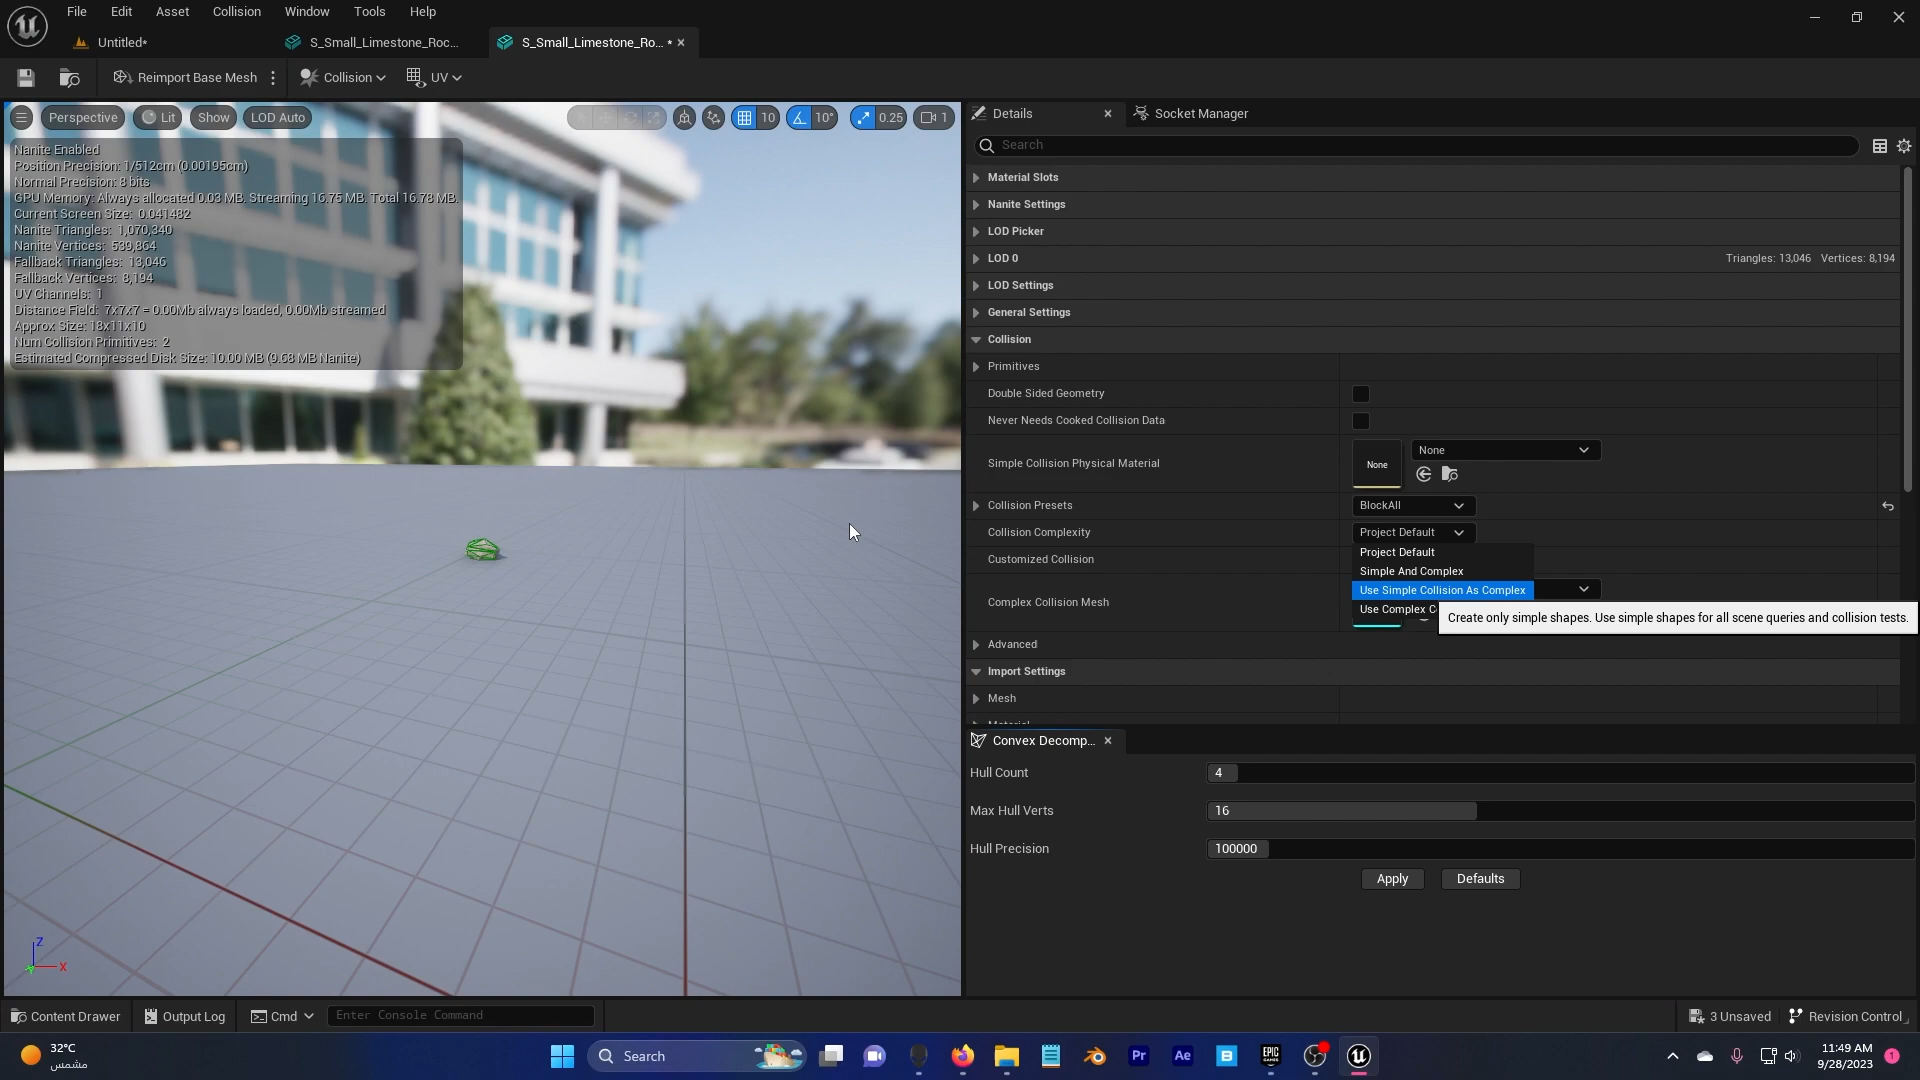 File Edit Asset Collision Window Tools Help
Untitled*
S_Small_Limestone_Roc...
S_Small_Limestone_Ro... *
Reimport Base Mesh
Collision
UV
Perspective
Lit
Show
LOD Auto
10
10°
0.25
1
Nanite Enabled
Position Precision: 1/512cm (0.00195cm)
Normal Precision: 8 bits
GPU Memory: Always allocated 0.03 MB. Streaming 16.75 MB. Total 16.78 MB.
Current Screen Size: 0.041482
Nanite Triangles: 1,070,340
Nanite Vertices: 539,864
Fallback Triangles: 13,046
Fallback Vertices: 8,194
UV Channels: 1
Distance Field: 7x7x7 = 0.00Mb always loaded, 0.00Mb streamed
Approx Size: 18x11x10
Num Collision Primitives: 2
Estimated Compressed Disk Size: 10.00 MB (9.68 MB Nanite)
Z
X
Details
Socket Manager
Search
Material Slots
Nanite Settings
LOD Picker
LOD 0 Triangles: 13,046 Vertices: 8,194
LOD Settings
General Settings
Collision
Primitives
Double Sided Geometry
Never Needs Cooked Collision Data
Simple Collision Physical Material
None
None
Collision Presets
BlockAll
Collision Complexity
Project Default
Project Default
Customized Collision
Simple And Complex
Use Simple Collision As Complex
Complex Collision Mesh
Use Complex C
Create only simple shapes. Use simple shapes for all scene queries and collision tests.
Advanced
Import Settings
Mesh
Material
Convex Decomp...
Hull Count
4
Max Hull Verts
16
Hull Precision
100000
Apply
Defaults
Content Drawer
Output Log
Cmd
Enter Console Command
3 Unsaved
Revision Control
32°C
مشمس
Search
Pr
Ae
EPIC
GAMES
11:49 AM
9/28/2023
1